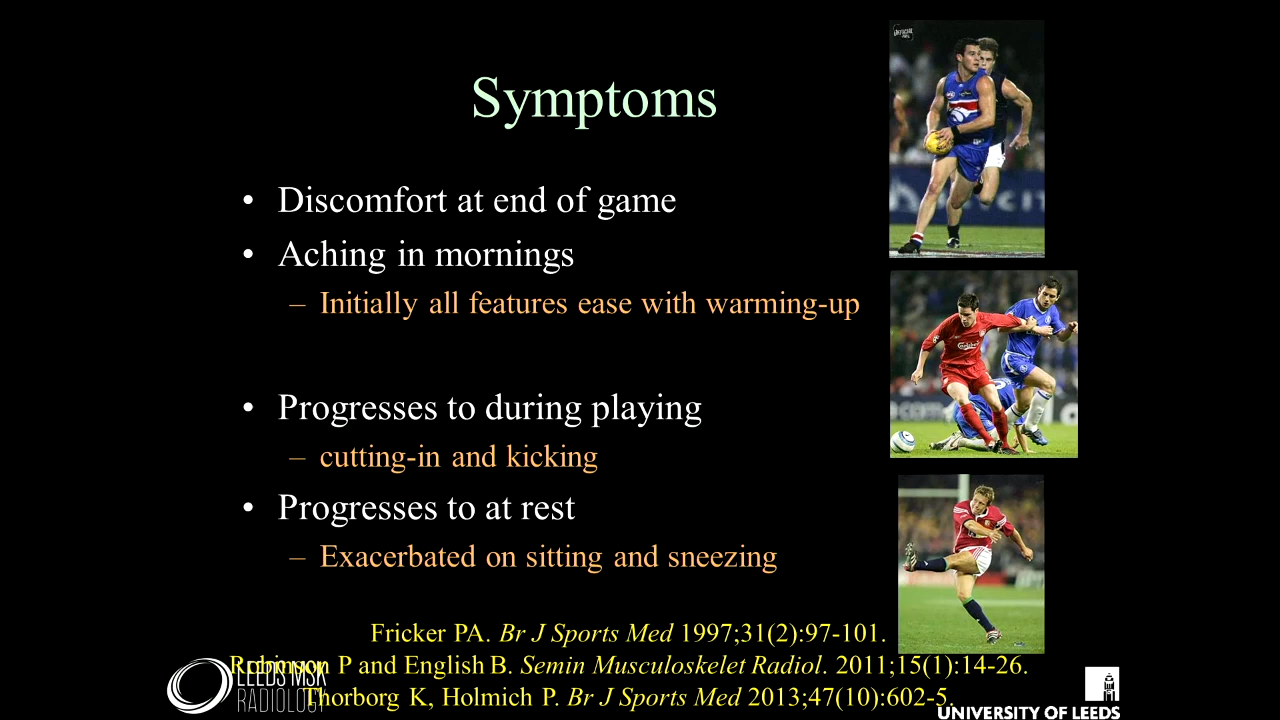 Symptoms
• Discomfort at end of game
• Aching in mornings
– Initially all features ease with warming-up
• Progresses to during playing
– cutting-in and kicking
• Progresses to at rest
– Exacerbated on sitting and sneezing
Fricker PA. Br J Sports Med 1997;31(2):97-101.
Robinson P and English B. Semin Musculoskelet Radiol. 2011;15(1):14-26.
Thorborg K, Holmich P. Br J Sports Med 2013;47(10):602-5.
LEEDS MSK
RADIOLOGY
UNIVERSITY OF LEEDS
Carlsberg